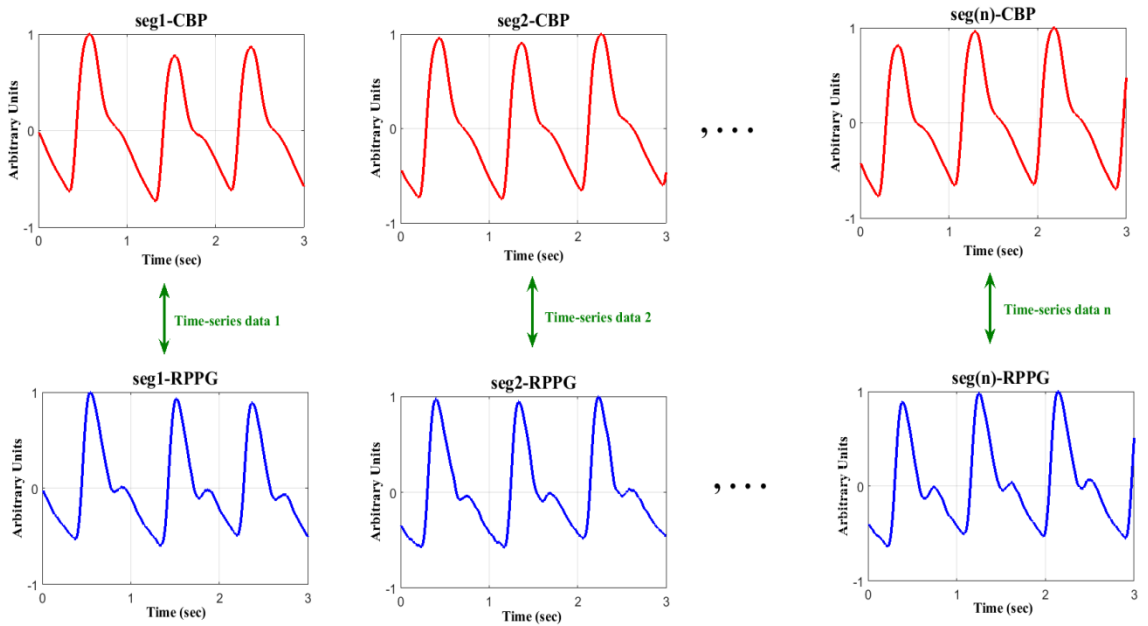 seg1-CBP
Arbitrary Units
1
0
-1
0 1 2 3
Time (sec)
seg2-CBP
Arbitrary Units
1
0
-1
0 1 2 3
Time (sec)
, . . .
seg(n)-CBP
Arbitrary Units
1
0
-1
0 1 2 3
Time (sec)
Time-series data 1
Time-series data 2
Time-series data n
seg1-RPPG
Arbitrary Units
1
0
-1
0 1 2 3
Time (sec)
seg2-RPPG
Arbitrary Units
1
0
-1
0 1 2 3
Time (sec)
, . . .
seg(n)-RPPG
Arbitrary Units
1
0
-1
0 1 2 3
Time (sec)